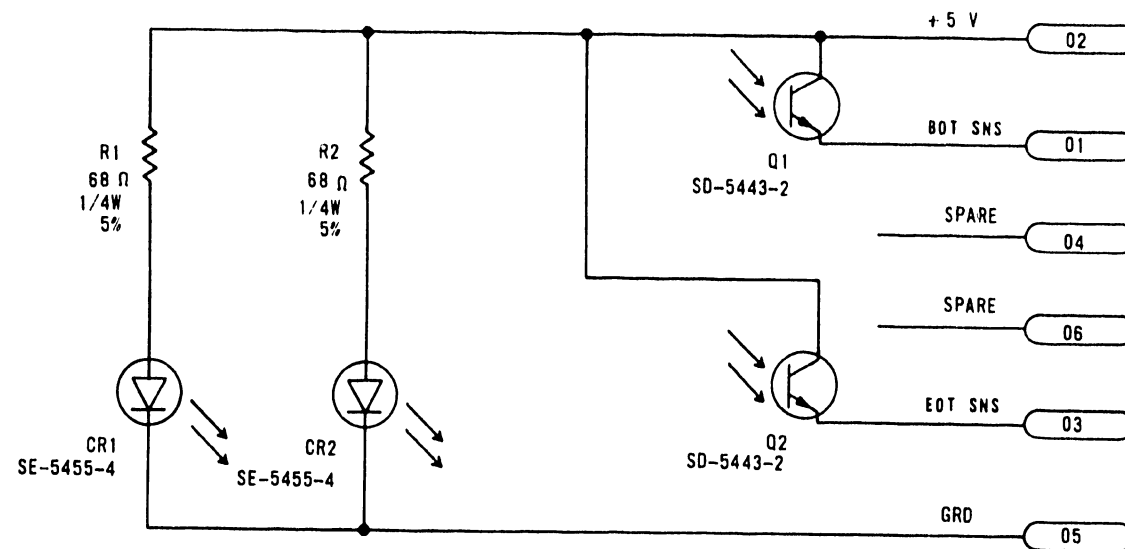 +5 V
02
BOT SNS
01
R1
68 Ω
1/4W
5%
R2
68 Ω
1/4W
5%
Q1
SD-5443-2
SPARE
04
SPARE
06
EOT SNS
03
CR1
SE-5455-4
CR2
SE-5455-4
Q2
SD-5443-2
GRD
05